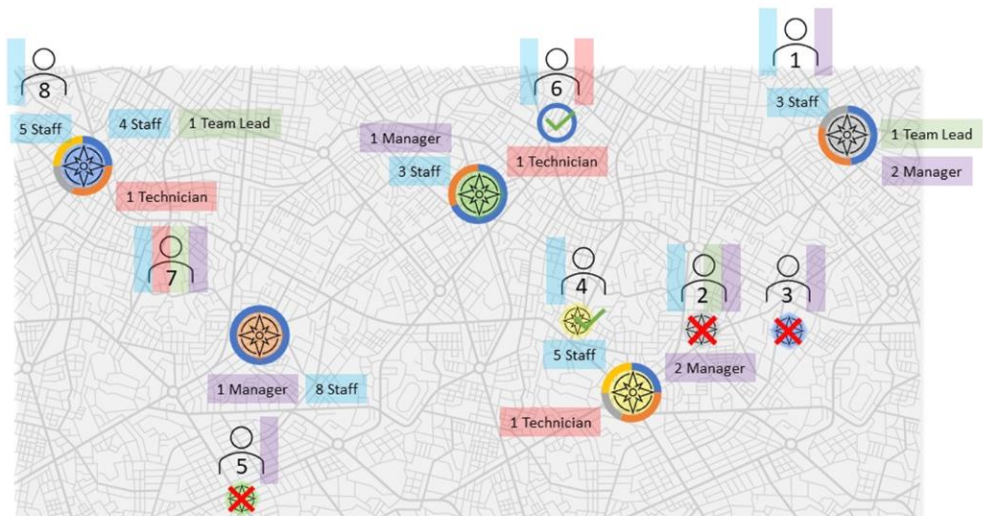 1
8
6
3 Staff
5 Staff
4 Staff
1 Team Lead
1 Manager
1 Team Lead
3 Staff
1 Technician
2 Manager
1 Technician
7
4
2
3
5 Staff
2 Manager
1 Manager
8 Staff
1 Technician
5